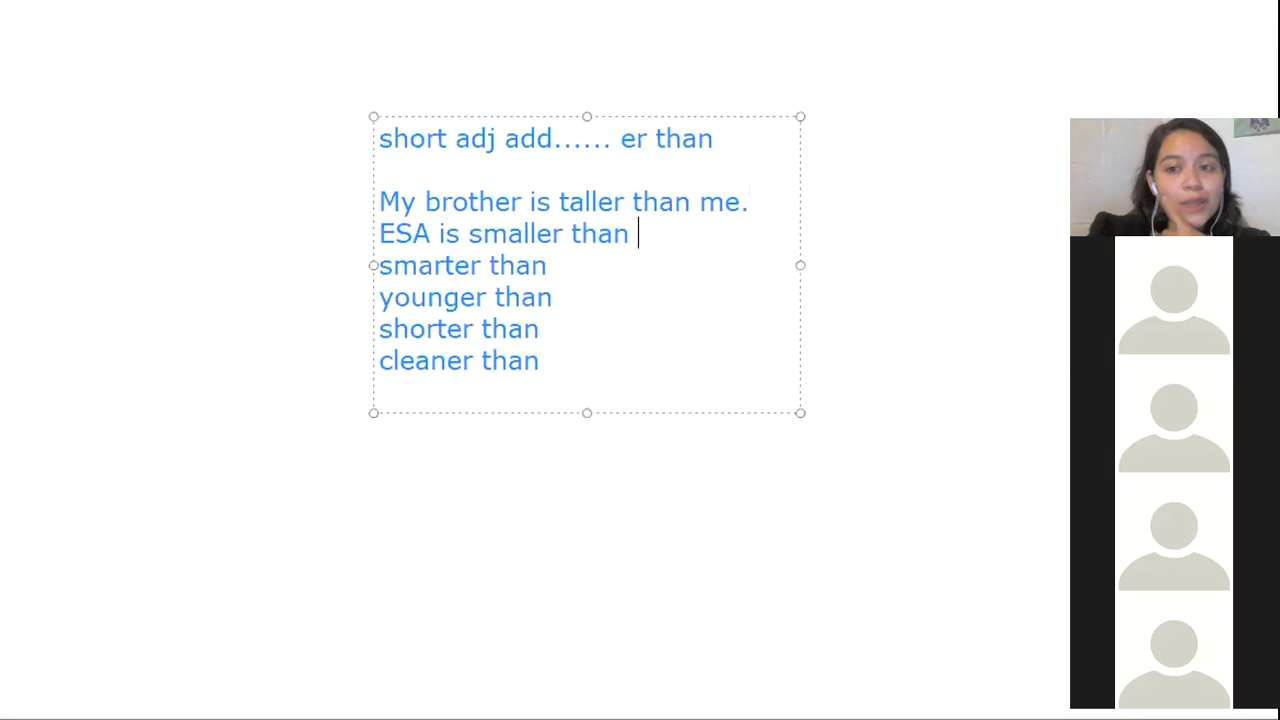 short adj add...... er than
My brother is taller than me.
ESA is smaller than
smarter than
younger than
shorter than
cleaner than